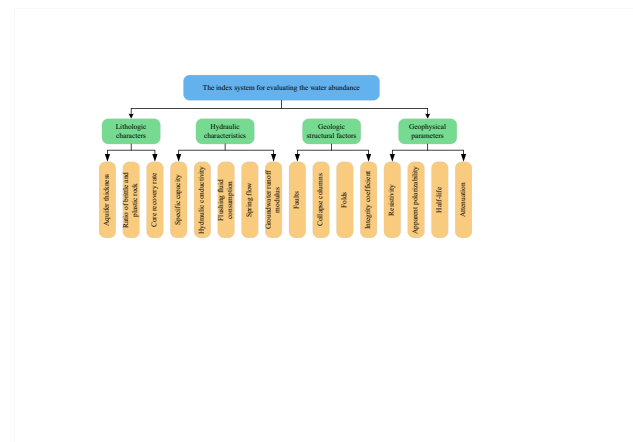 The index system for evaluating the water abundance
Lithologic
characters
Hydraulic
characteristics
Geologic
structural factors
Geophysical
parameters
Aquifer thickness
Ratio of brittle and
plastic rock
Core recovery rate
Specific capacity
Hydraulic conductivity
Flushing fluid
consumption
Spring flow
Groundwater runoff
modulus
Faults
Collapse columns
Folds
Integrity coefficient
Resistivity
Apparent polarizability
Half-life
Attenuation